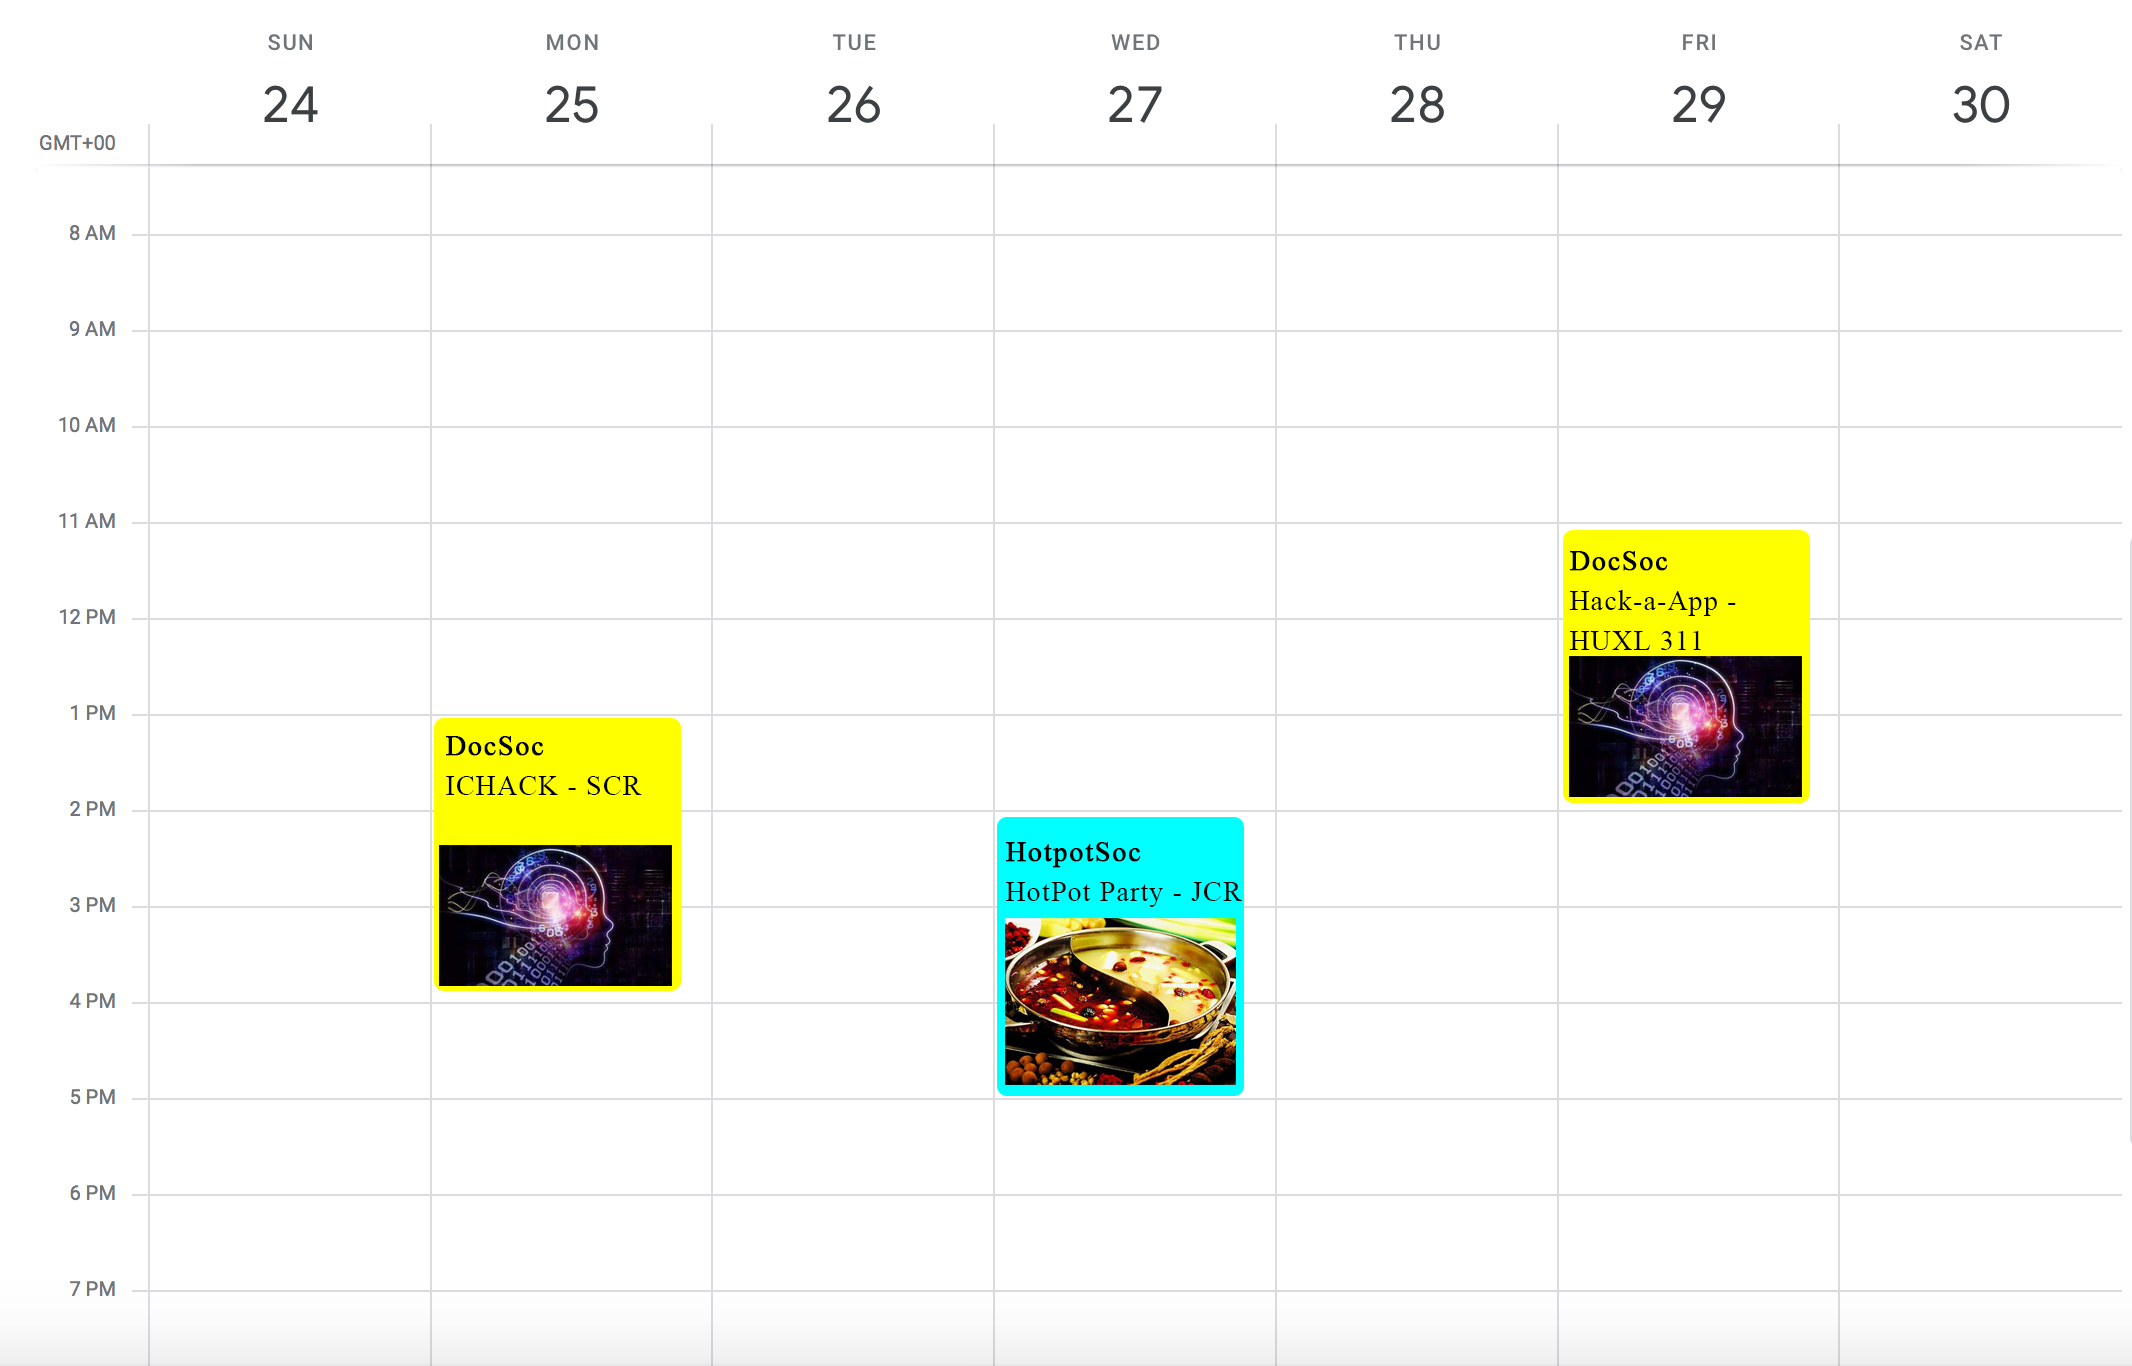 SUN MON TUE WED THU FRI SAT
24 25 26 27 28 29 30
GMT+00
8 AM
9 AM
10 AM
11 AM
12 PM
1 PM
2 PM
3 PM
4 PM
5 PM
6 PM
7 PM
DocSoc
ICHACK - SCR
HotpotSoc
HotPot Party - JCR
DocSoc
Hack-a-App -
HUXL 311